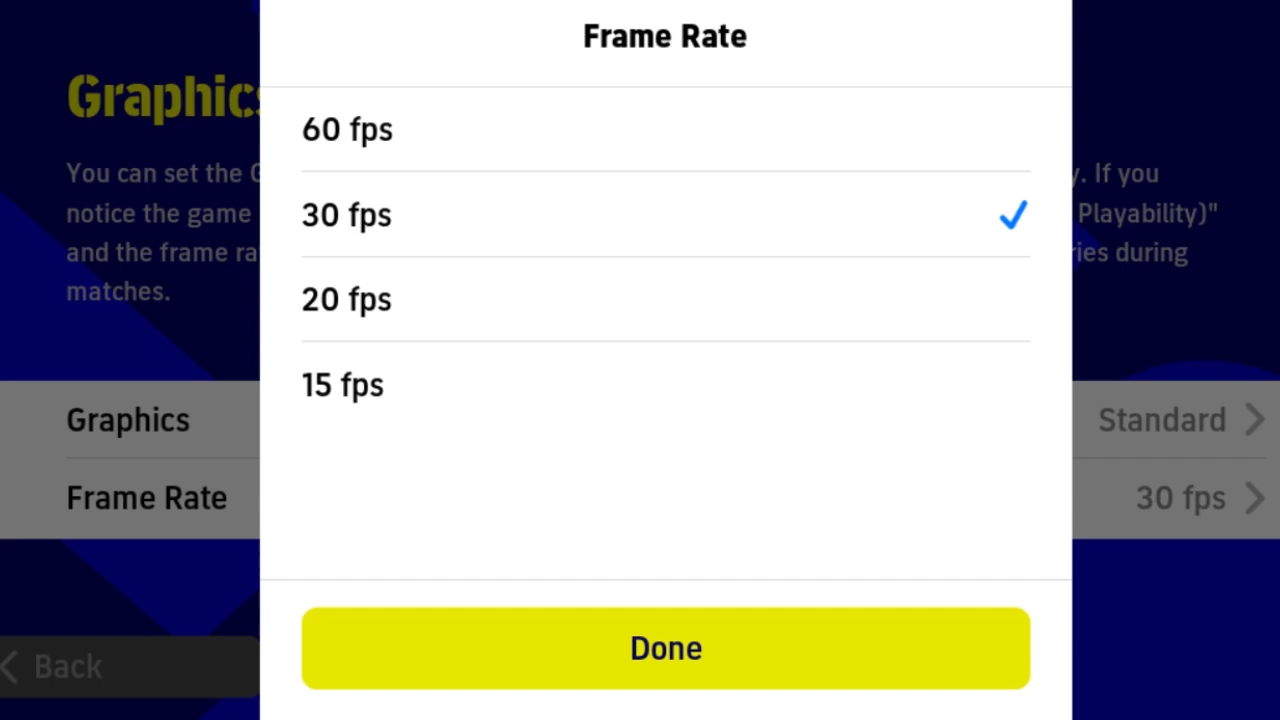 Frame Rate
60 fps
30 fps
20 fps
15 fps
Done
Graphics
You can set the
y. If you
notice the game
Playability)"
and the frame
ries during
matches.
Graphics
Standard
Frame Rate
30 fps
Back